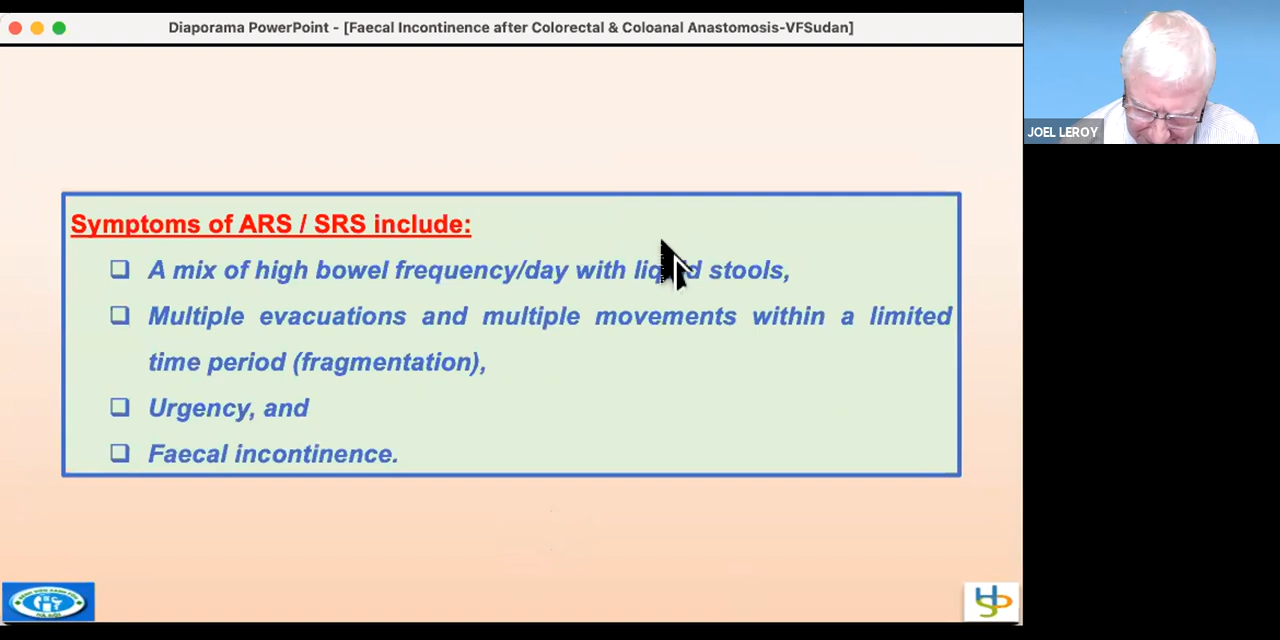 Diaporama PowerPoint - [Faecal Incontinence after Colorectal & Coloanal Anastomosis-VFSudan]
JOEL LEROY
Symptoms of ARS / SRS include:
A mix of high bowel frequency/day with liquid stools,
Multiple evacuations and multiple movements within a limited
time period (fragmentation),
Urgency, and
Faecal incontinence.